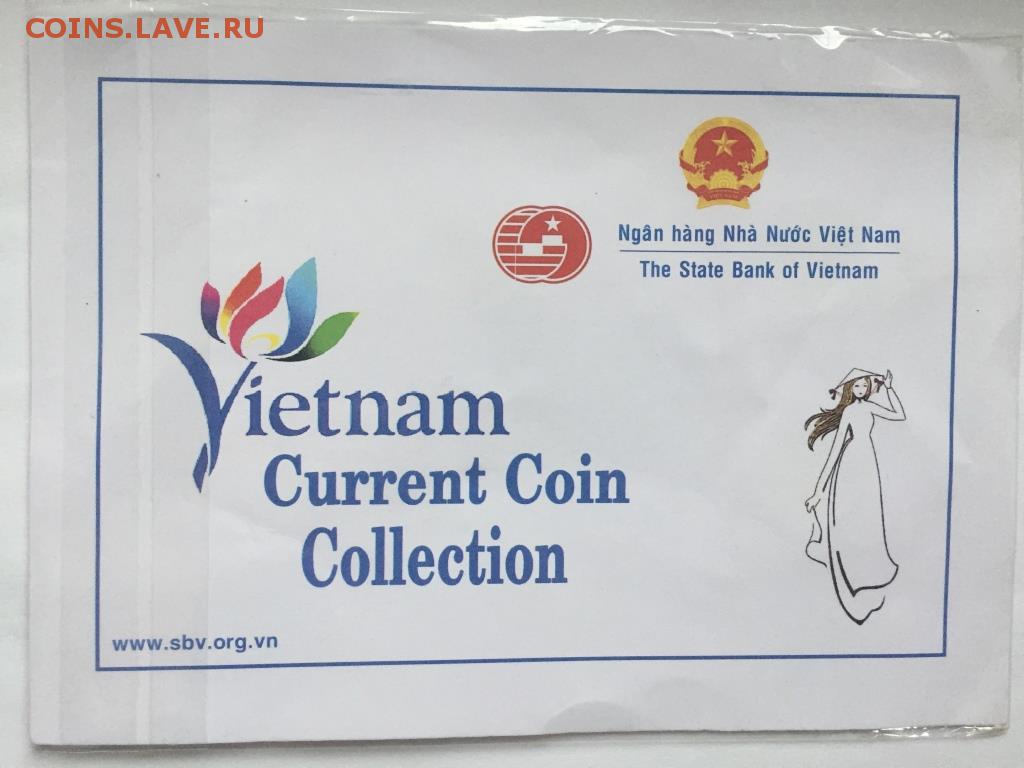 COINS.LAVE.RU
Ngân hàng Nhà Nước Việt Nam
The State Bank of Vietnam
Vietnam
Current Coin
Collection
www.sbv.org.vn